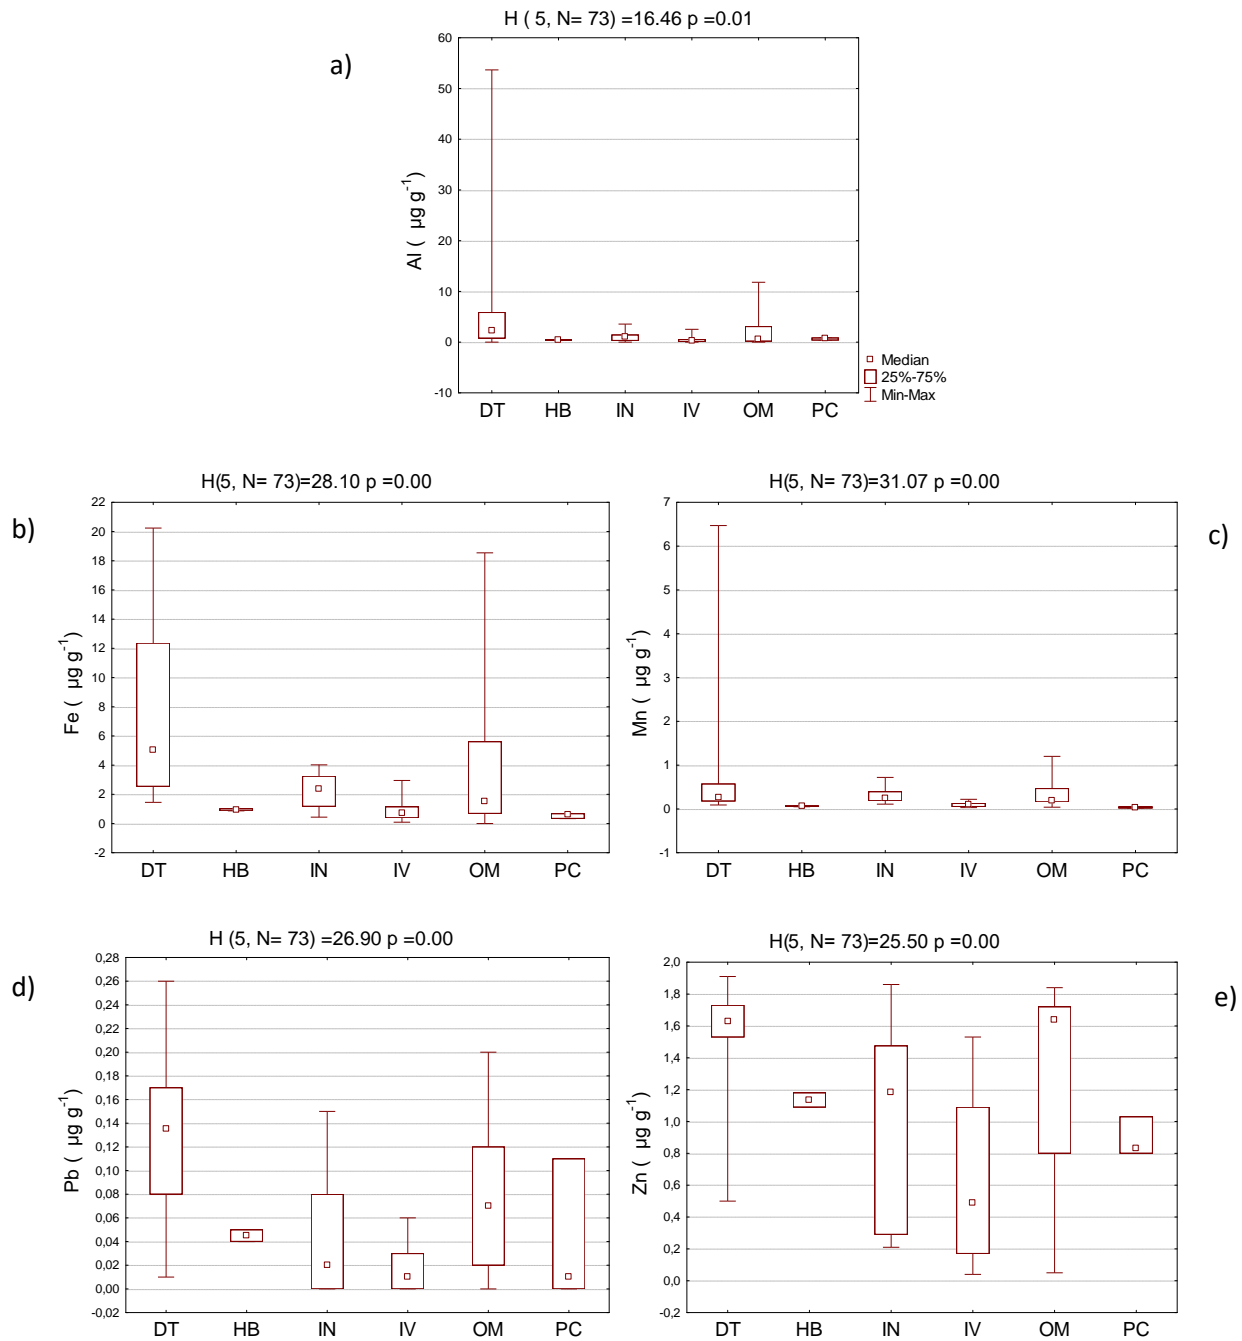 H ( 5, N= 73) =16.46 p =0.01
a)
60
50
40
30
20
10
0
-10
Al ( µg g⁻¹)
DT HB IN IV OM PC
Median
25%-75%
Min-Max
H(5, N= 73)=28.10 p =0.00
b)
22
20
18
16
14
12
10
8
6
4
2
0
-2
Fe ( µg g⁻¹)
DT HB IN IV OM PC
H(5, N= 73)=31.07 p =0.00
c)
7
6
5
4
3
2
1
0
-1
Mn ( µg g⁻¹)
DT HB IN IV OM PC
H (5, N= 73) =26.90 p =0.00
d)
0,28
0,26
0,24
0,22
0,20
0,18
0,16
0,14
0,12
0,10
0,08
0,06
0,04
0,02
0,00
-0,02
Pb ( µg g⁻¹)
DT HB IN IV OM PC
H(5, N= 73)=25.50 p =0.00
e)
2,0
1,8
1,6
1,4
1,2
1,0
0,8
0,6
0,4
0,2
0,0
-0,2
Zn ( µg g⁻¹)
DT HB IN IV OM PC